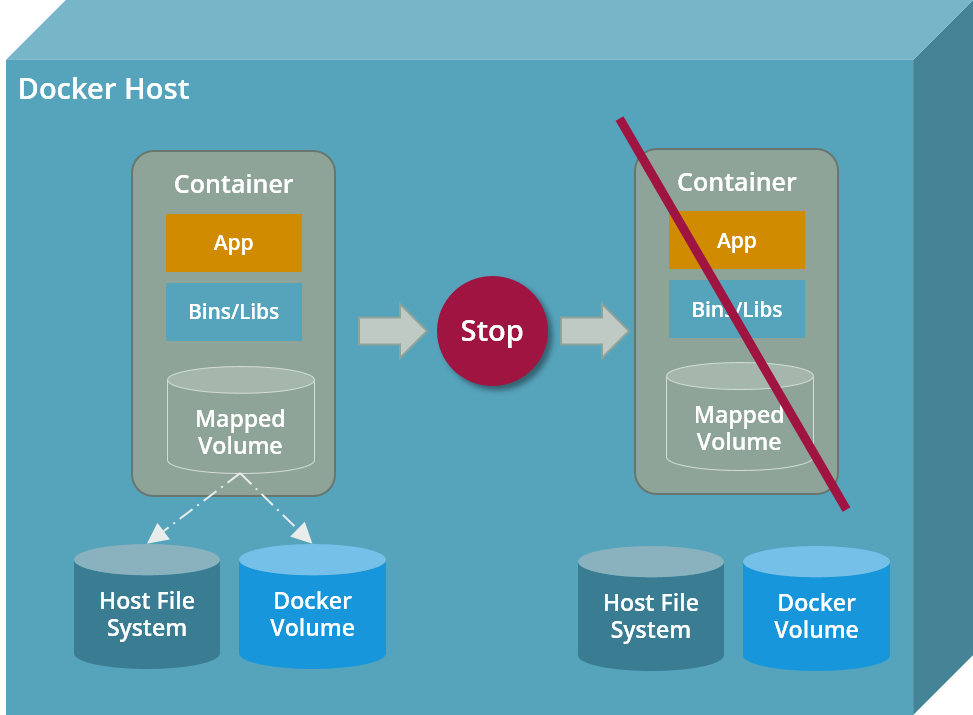 Docker Host
Container
App
Bins/Libs
Mapped
Volume
Host File
System
Docker
Volume
Stop
Container
App
Bins/Libs
Mapped
Volume
Host File
System
Docker
Volume